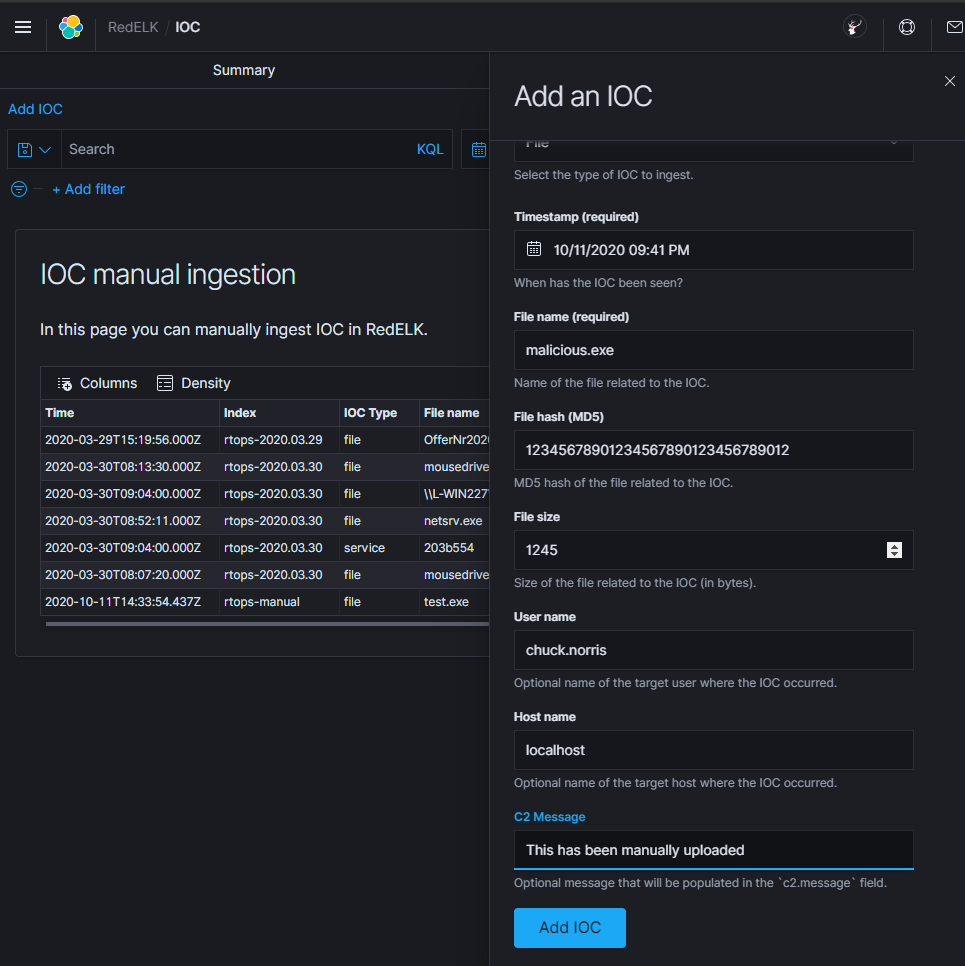 RedELK / IOC
Summary
Add IOC
Search KQL
+ Add filter
IOC manual ingestion
In this page you can manually ingest IOC in RedELK.
Columns Density
Time Index IOC Type File name
2020-03-29T15:19:56.000Z rtops-2020.03.29 file OfferNr202
2020-03-30T08:13:30.000Z rtops-2020.03.30 file mousedrive
2020-03-30T09:04:00.000Z rtops-2020.03.30 file \\L-WIN227
2020-03-30T08:52:11.000Z rtops-2020.03.30 file netsrv.exe
2020-03-30T09:04:00.000Z rtops-2020.03.30 service 203b554
2020-03-30T08:07:20.000Z rtops-2020.03.30 file mousedrive
2020-10-11T14:33:54.437Z rtops-manual file test.exe
Add an IOC
File
Select the type of IOC to ingest.
Timestamp (required)
10/11/2020 09:41 PM
When has the IOC been seen?
File name (required)
malicious.exe
Name of the file related to the IOC.
File hash (MD5)
12345678901234567890123456789012
MD5 hash of the file related to the IOC.
File size
1245
Size of the file related to the IOC (in bytes).
User name
chuck.norris
Optional name of the target user where the IOC occurred.
Host name
localhost
Optional name of the target host where the IOC occurred.
C2 Message
This has been manually uploaded
Optional message that will be populated in the `c2.message` field.
Add IOC